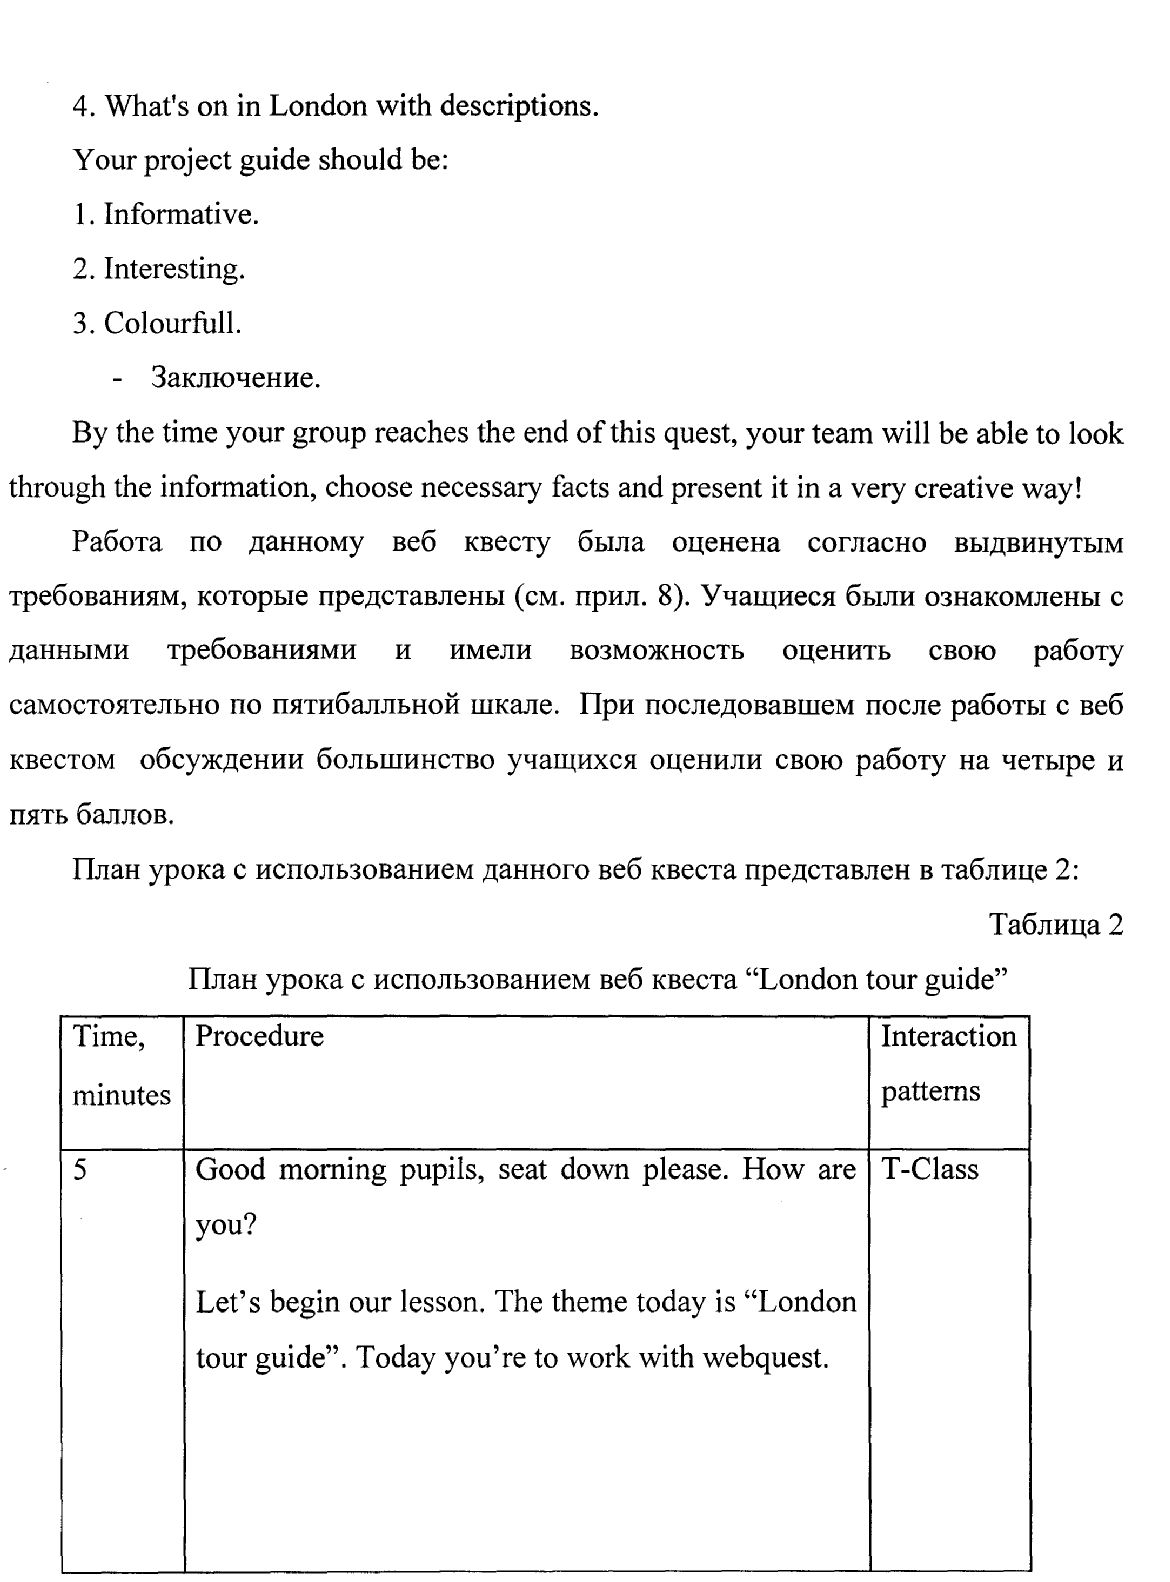 4. What's on in London with descriptions.
Your project guide should be:
1. Informative.
2. Interesting.
3. Colourfull.
- Заключение.
By the time your group reaches the end of this quest, your team will be able to look
through the information, choose necessary facts and present it in a very creative way!
Работа по данному веб квесту была оценена согласно выдвинутым
требованиям, которые представлены (см. прил. 8). Учащиеся были ознакомлены с
данными требованиями и имели возможность оценить свою работу
самостоятельно по пятибалльной шкале. При последовавшем после работы с веб
квестом обсуждении большинство учащихся оценили свою работу на четыре и
пять баллов.
План урока с использованием данного веб квеста представлен в таблице 2:
Таблица 2
План урока с использованием веб квеста “London tour guide”
Time,
minutes
Procedure
Interaction
patterns
5
Good morning pupils, seat down please. How are
you?
Let’s begin our lesson. The theme today is “London
tour guide”. Today you’re to work with webquest.
T-Class